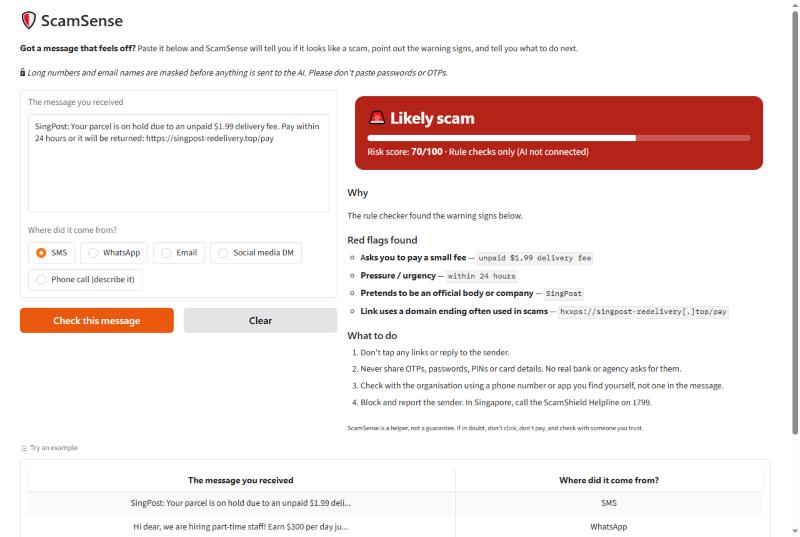 ScamSense
Got a message that feels off? Paste it below and ScamSense will tell you if it looks like a scam, point out the warning signs, and tell you what to do next.
Long numbers and email names are masked before anything is sent to the AI. Please don't paste passwords or OTPs.
The message you received
SingPost: Your parcel is on hold due to an unpaid $1.99 delivery fee. Pay within
24 hours or it will be returned: https://singpost-redelivery.top/pay
Where did it come from?
SMS
WhatsApp
Email
Social media DM
Phone call (describe it)
Check this message
Clear
Likely scam
Risk score: 70/100 · Rule checks only (AI not connected)
Why
The rule checker found the warning signs below.
Red flags found
Asks you to pay a small fee — unpaid $1.99 delivery fee
Pressure / urgency — within 24 hours
Pretends to be an official body or company — SingPost
Link uses a domain ending often used in scams — hxxps://singpost-redelivery[.]top/pay
What to do
1. Don't tap any links or reply to the sender.
2. Never share OTPs, passwords, PINs or card details. No real bank or agency asks for them.
3. Check with the organisation using a phone number or app you find yourself, not one in the message.
4. Block and report the sender. In Singapore, call the ScamShield Helpline on 1799.
ScamSense is a helper, not a guarantee. If in doubt, don't click, don't pay, and check with someone you trust.
Try an example
The message you received
Where did it come from?
SingPost: Your parcel is on hold due to an unpaid $1.99 deli...
SMS
Hi dear, we are hiring part-time staff! Earn $300 per day ju...
WhatsApp